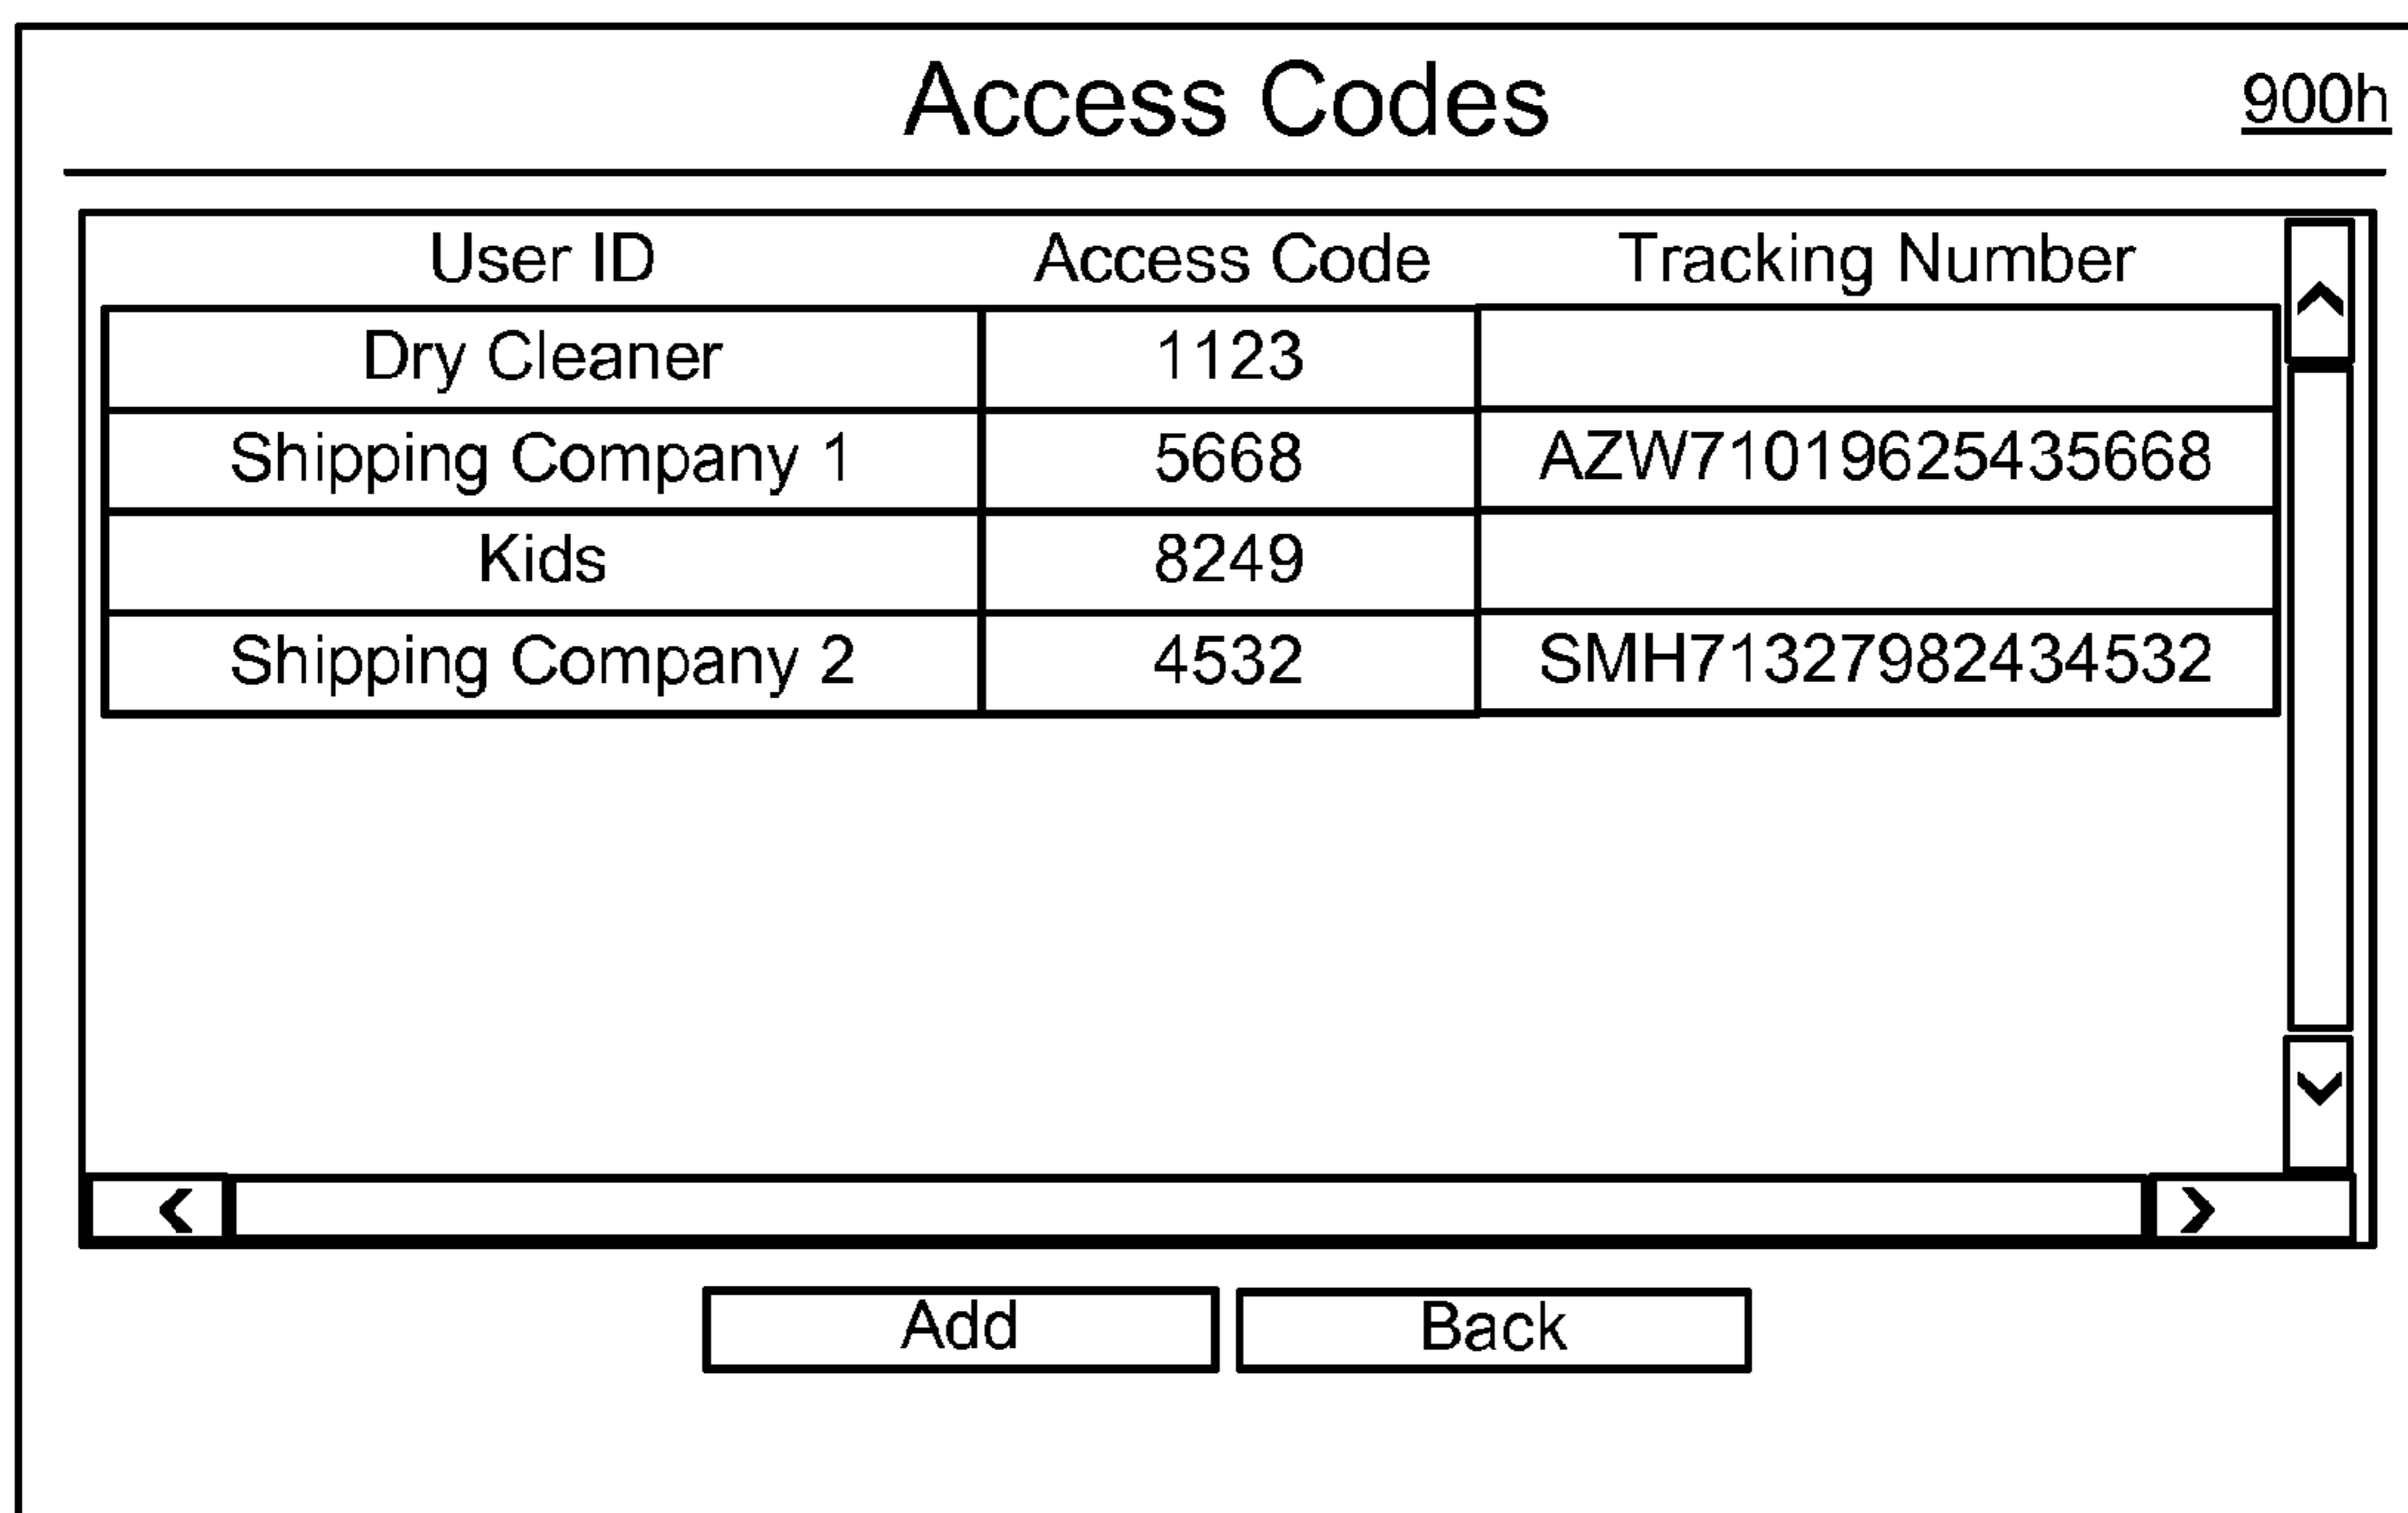 Access Codes
900h
User ID Access Code Tracking Number
Dry Cleaner 1123
Shipping Company 1 5668 AZW71019625435668
Kids 8249
Shipping Company 2 4532 SMH71327982434532
Add Back